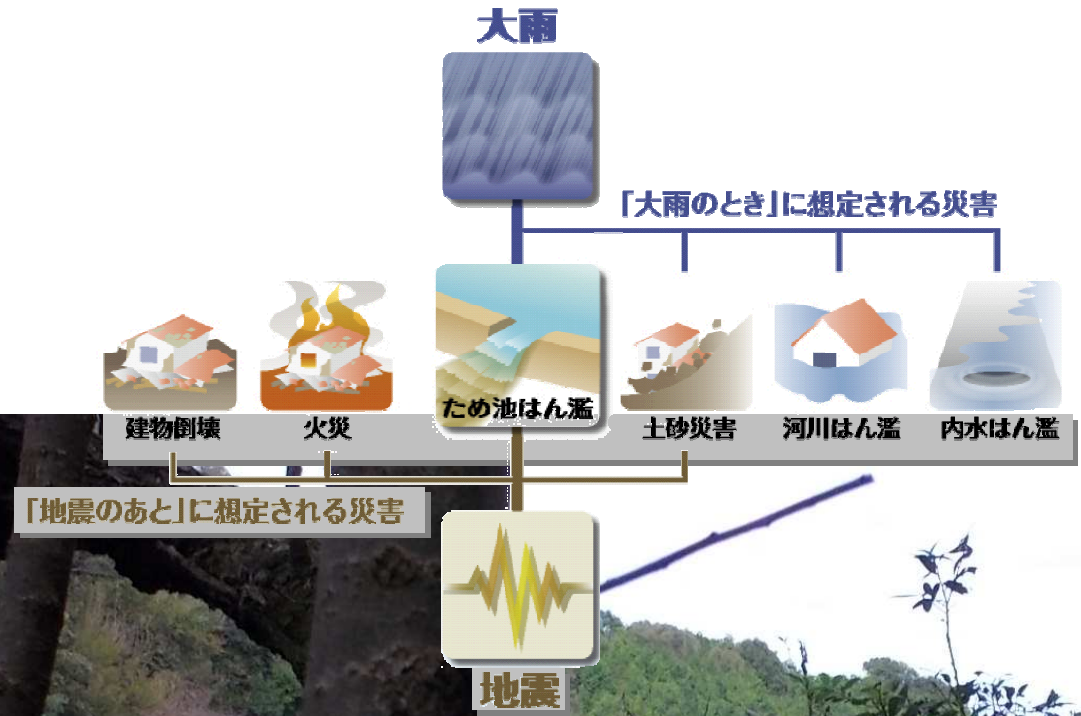 大雨
「大雨のとき」に想定される災害
ため池はん濫
建物倒壊
火災
土砂災害
河川はん濫
内水はん濫
「地震のあと」に想定される災害
地震